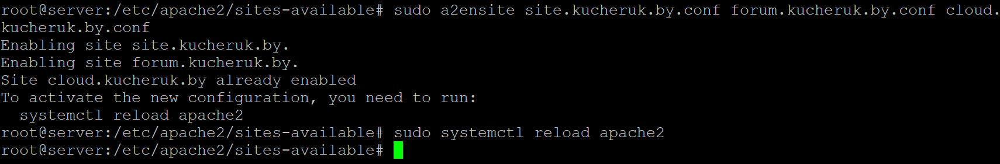 root@server:/etc/apache2/sites-available# sudo a2ensite site.kucheruk.by.conf forum.kucheruk.by.conf cloud.
kucheruk.by.conf
Enabling site site.kucheruk.by.
Enabling site forum.kucheruk.by.
Site cloud.kucheruk.by already enabled
To activate the new configuration, you need to run:
  systemctl reload apache2
root@server:/etc/apache2/sites-available# sudo systemctl reload apache2
root@server:/etc/apache2/sites-available#